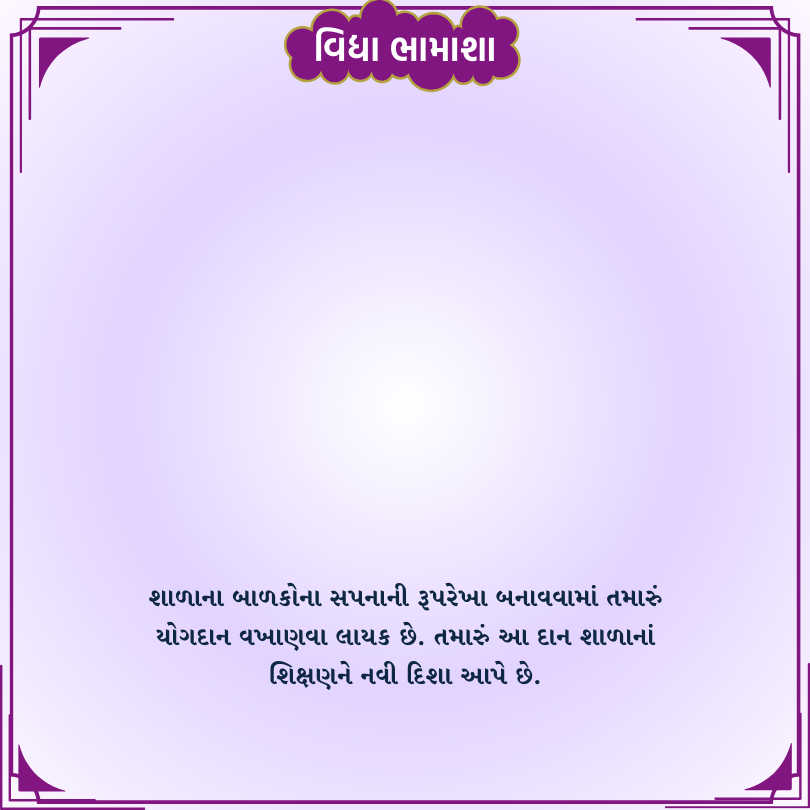 વિદ્યા ભામાશા
શાળાના બાળકોના સપનાની રૂપરેખા બનાવવામાં તમારું
યોગદાન વખાણવા લાયક છે. તમારું આ દાન શાળાનાં
શિક્ષણને નવી દિશા આપે છે.